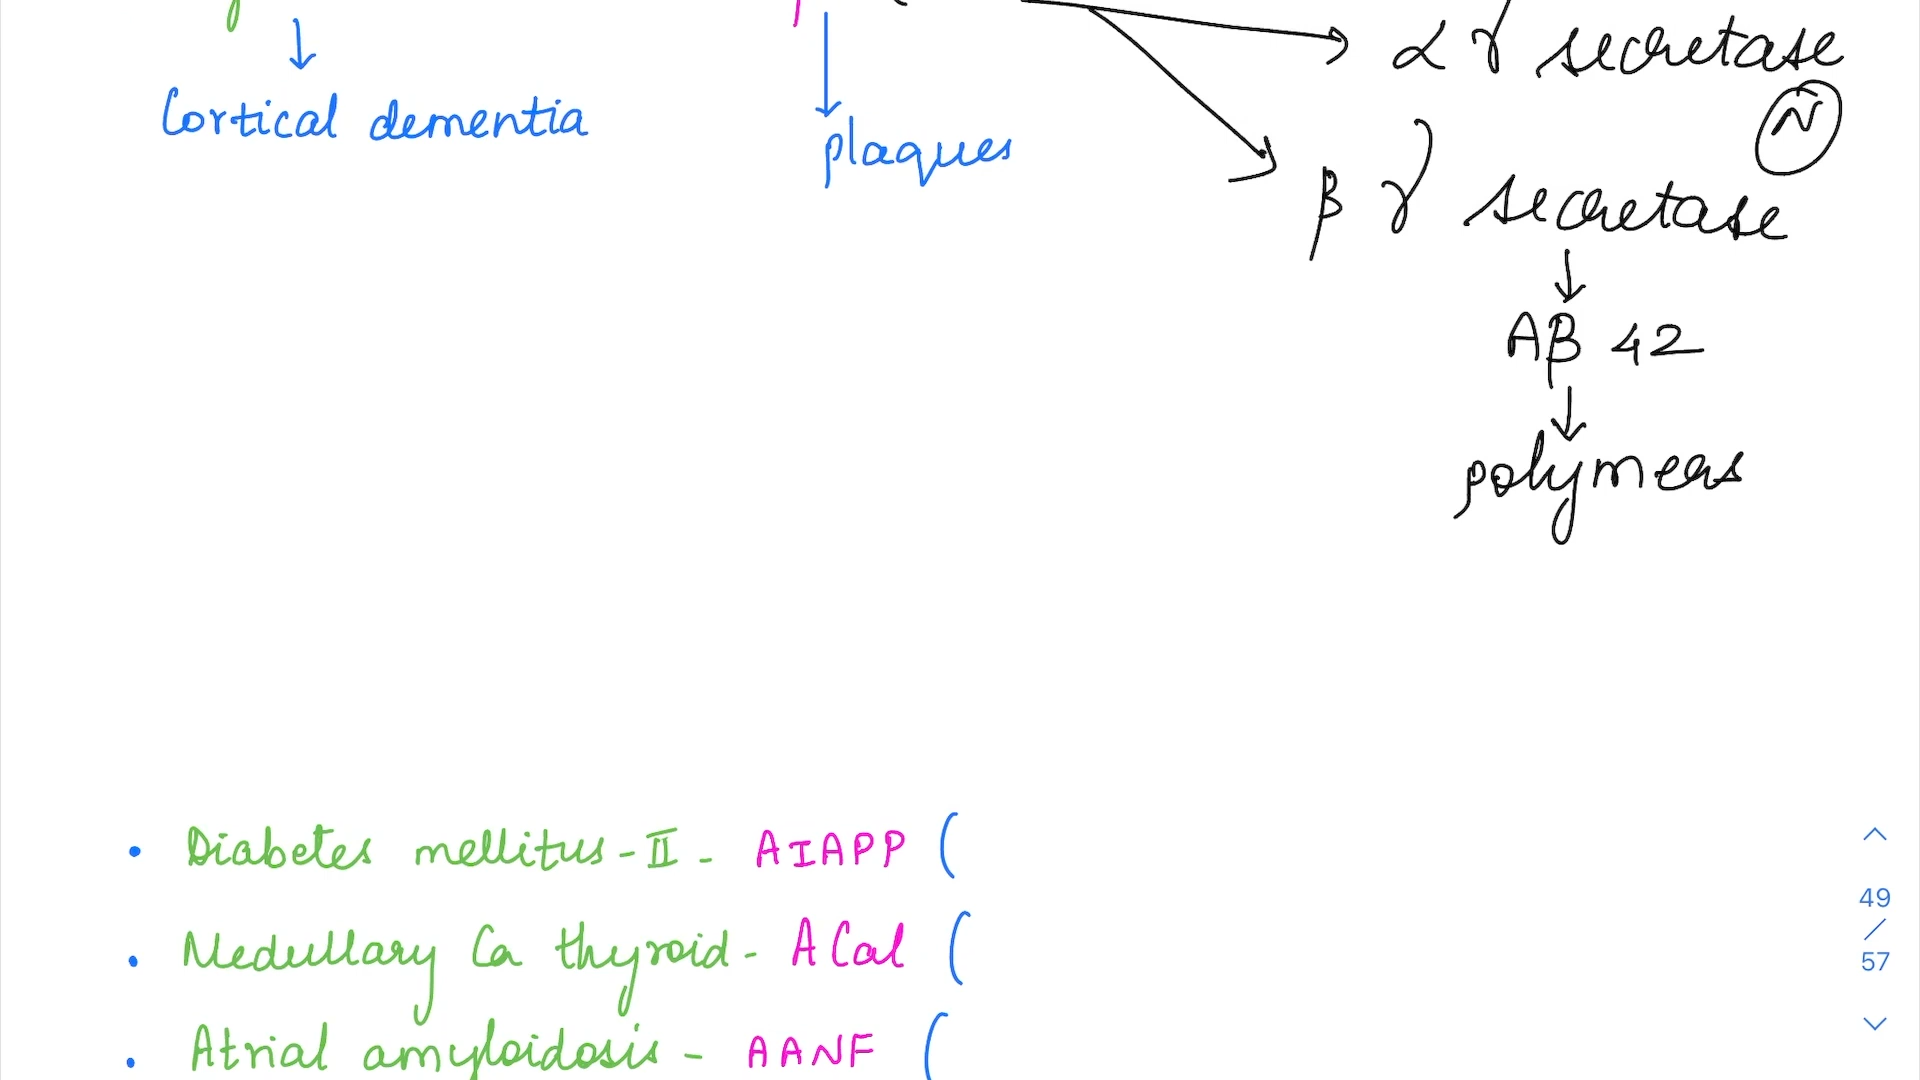 α γ secretase
N
Cortical dementia
plaques
β γ secretase
↓
Aβ 42
↓
polymers
• Diabetes mellitus - II - AIAPP (
• Medullary Ca thyroid - A Cal (
• Atrial amyloidosis - AANF (
49
/
57